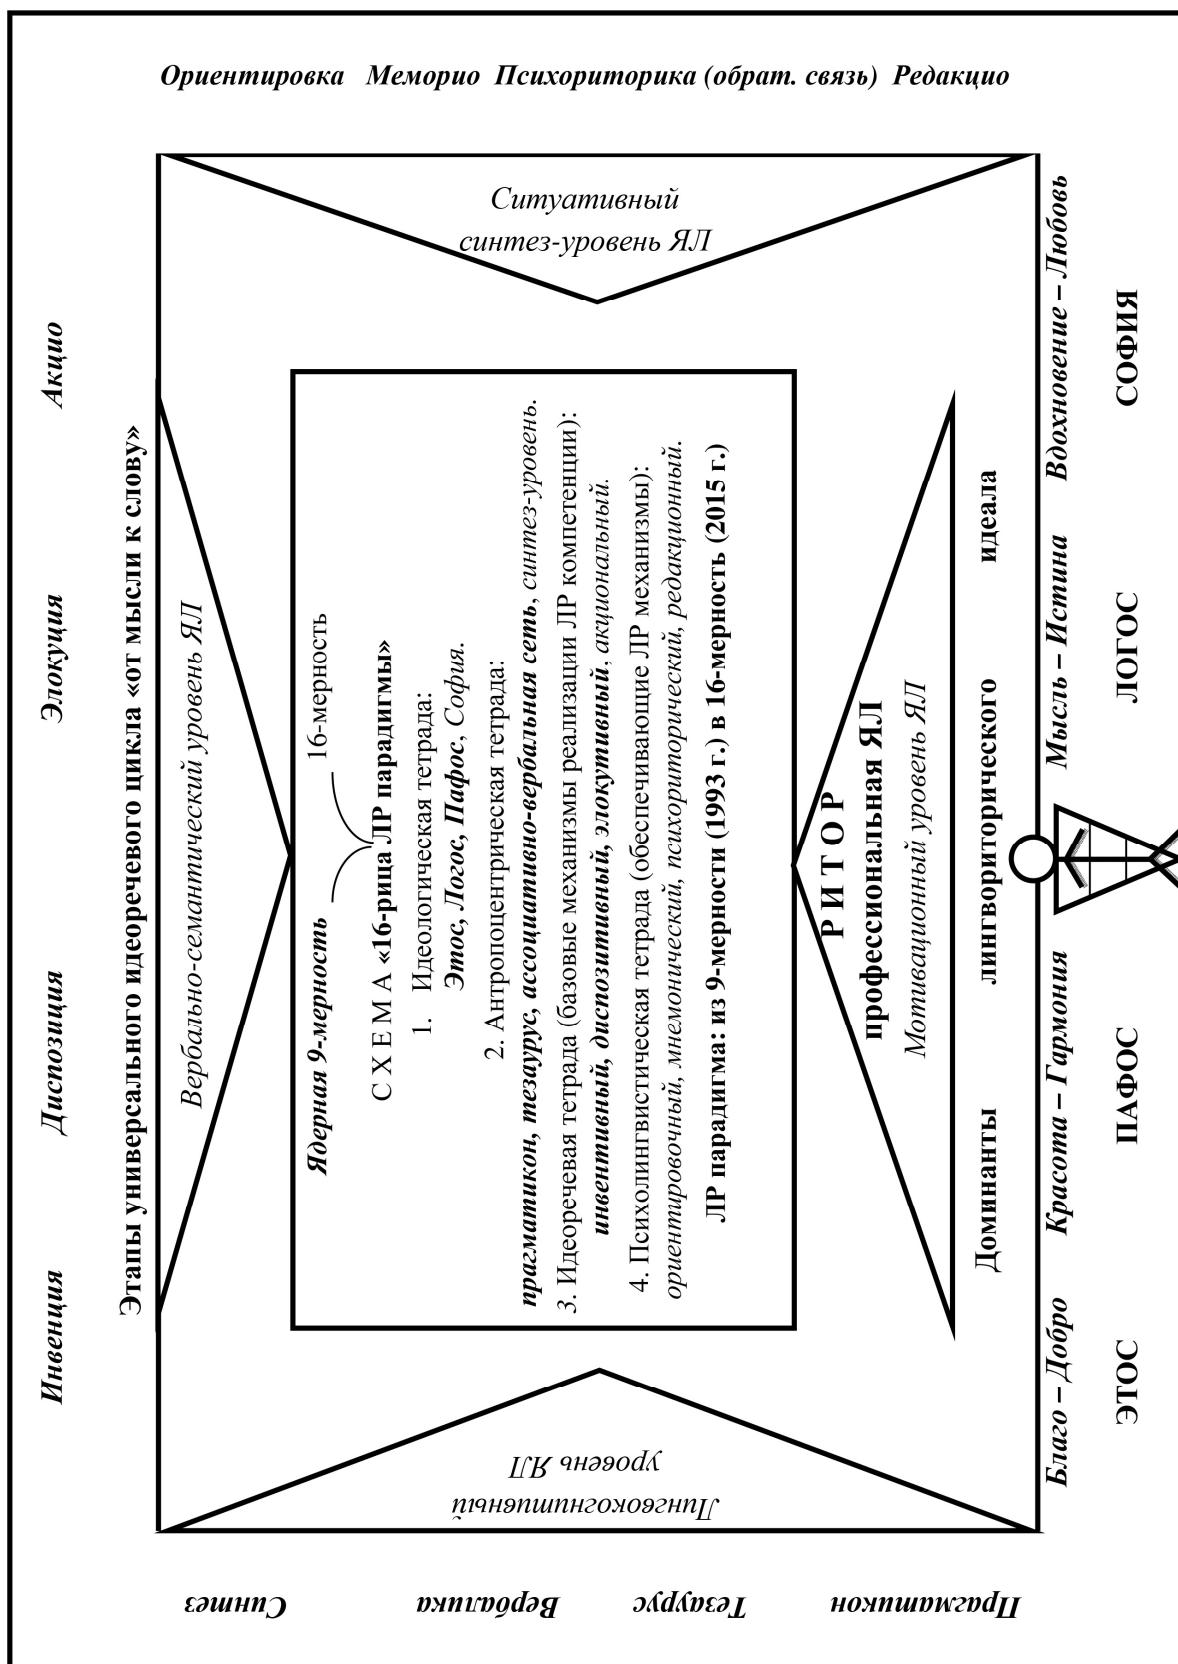 Инвенция Диспозиция Элокуция Акцио
Этапы универсального идеоречевого цикла «от мысли к слову»
Вербально-семантический уровень ЯЛ
Синтез
Вербалика
Тезаурус
Прагматикон
Лингвокогнитивный
уровень ЯЛ
Ядерная 9-мерность 16-мерность
С Х Е М А «16-рица ЛР парадигмы»
1. Идеологическая тетрада:
Этос, Логос, Пафос, София.
2. Антропоцентрическая тетрада:
прагматикон, тезаурус, ассоциативно-вербальная сеть, синтез-уровень.
3. Идеоречевая тетрада (базовые механизмы реализации ЛР компетенции):
инвентивный, диспозитивный, элокутивный, акциональный.
4. Психолингвистическая тетрада (обеспечивающие ЛР механизмы):
ориентировочный, мнемонический, психориторический, редакционный.
ЛР парадигма: из 9-мерности (1993 г.) в 16-мерность (2015 г.)
Ситуативный
синтез-уровень ЯЛ
Ориентировка Меморио Психориторика (обрат. связь) Редакцио
Р И Т О Р
профессиональная ЯЛ
Мотивационный уровень ЯЛ
Доминанты лингвориторического идеала
Благо – Добро Красота – Гармония Мысль – Истина Вдохновение – Любовь
ЭТОС ПАФОС ЛОГОС СОФИЯ